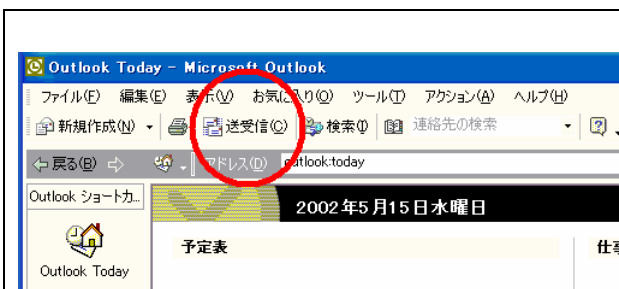 Outlook Today - Microsoft Outlook
ファイル(F) 編集(E) 表示(V) お気に入り(O) ツール(T) アクション(A) ヘルプ(H)
新規作成(N) 送受信(C) 検索(I) 連絡先の検索
戻る(B) アドレス(D) outlook:today
Outlook ショートカ...
2002年5月15日水曜日
予定表
Outlook Today